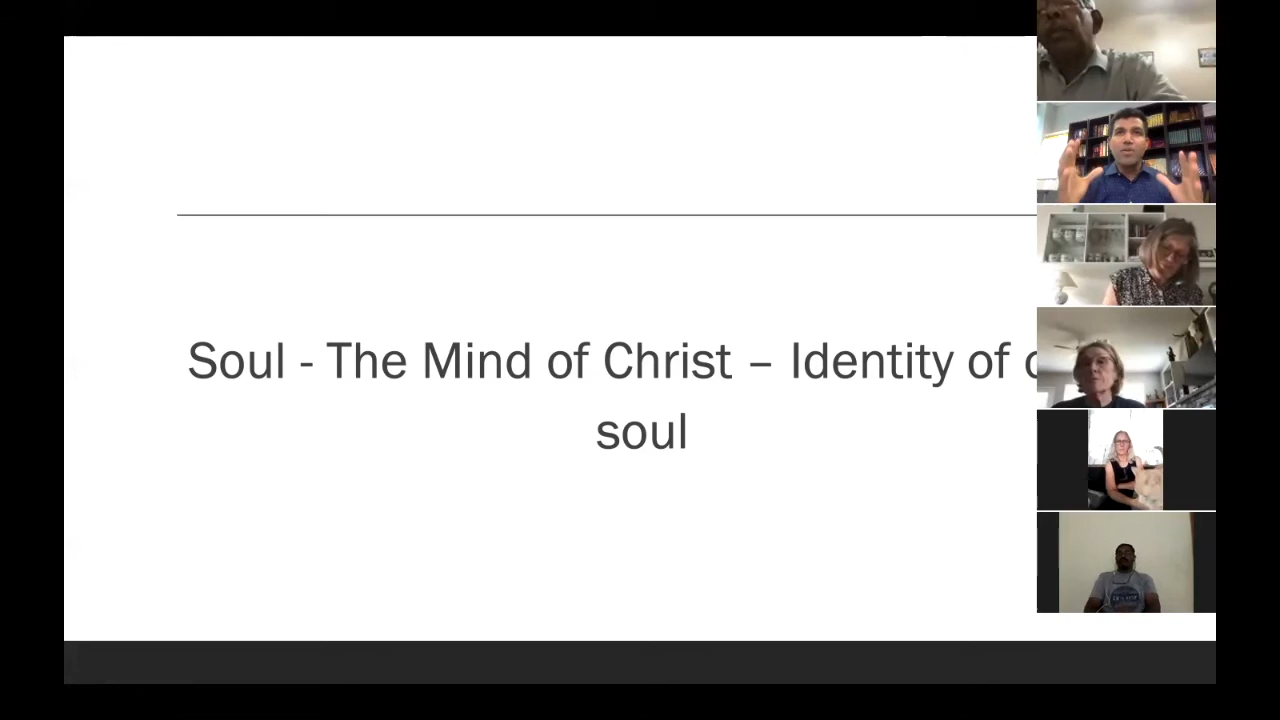 Soul - The Mind of Christ – Identity of
soul